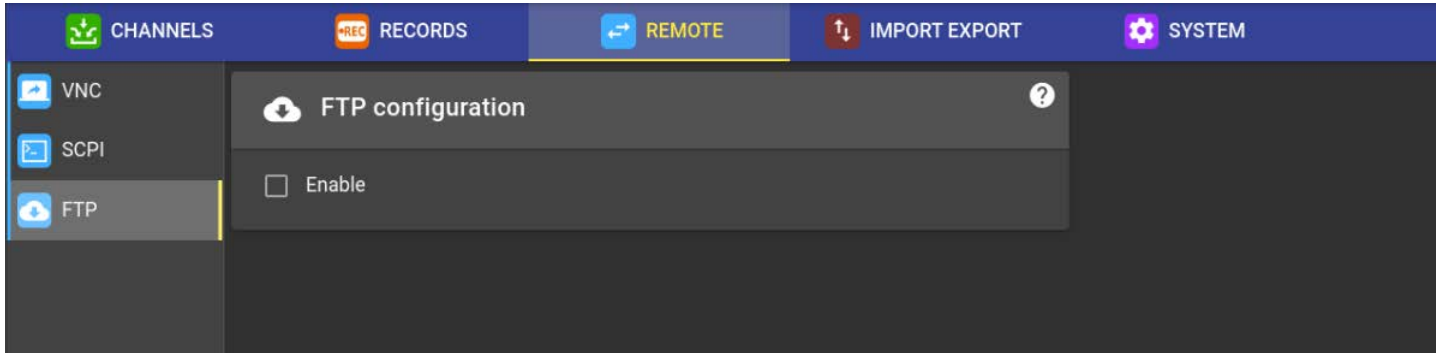 CHANNELS REC RECORDS REMOTE IMPORT EXPORT SYSTEM
VNC
FTP configuration ?
SCPI
Enable
FTP